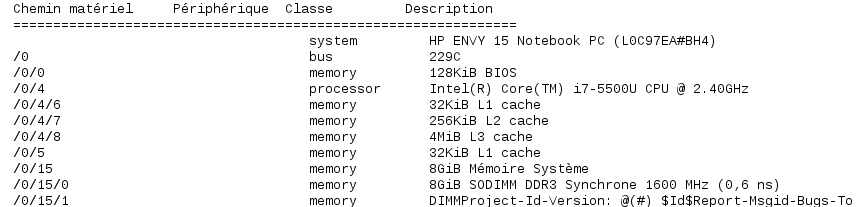 Chemin matériel Périphérique Classe Description
================================================================
system HP ENVY 15 Notebook PC (L0C97EA#BH4)
/0 bus 229C
/0/0 memory 128KiB BIOS
/0/4 processor Intel(R) Core(TM) i7-5500U CPU @ 2.40GHz
/0/4/6 memory 32KiB L1 cache
/0/4/7 memory 256KiB L2 cache
/0/4/8 memory 4MiB L3 cache
/0/5 memory 32KiB L1 cache
/0/15 memory 8GiB Mémoire Système
/0/15/0 memory 8GiB SODIMM DDR3 Synchrone 1600 MHz (0,6 ns)
/0/15/1 memory DIMMProject-Id-Version: @(#) $Id$Report-Msgid-Bugs-To